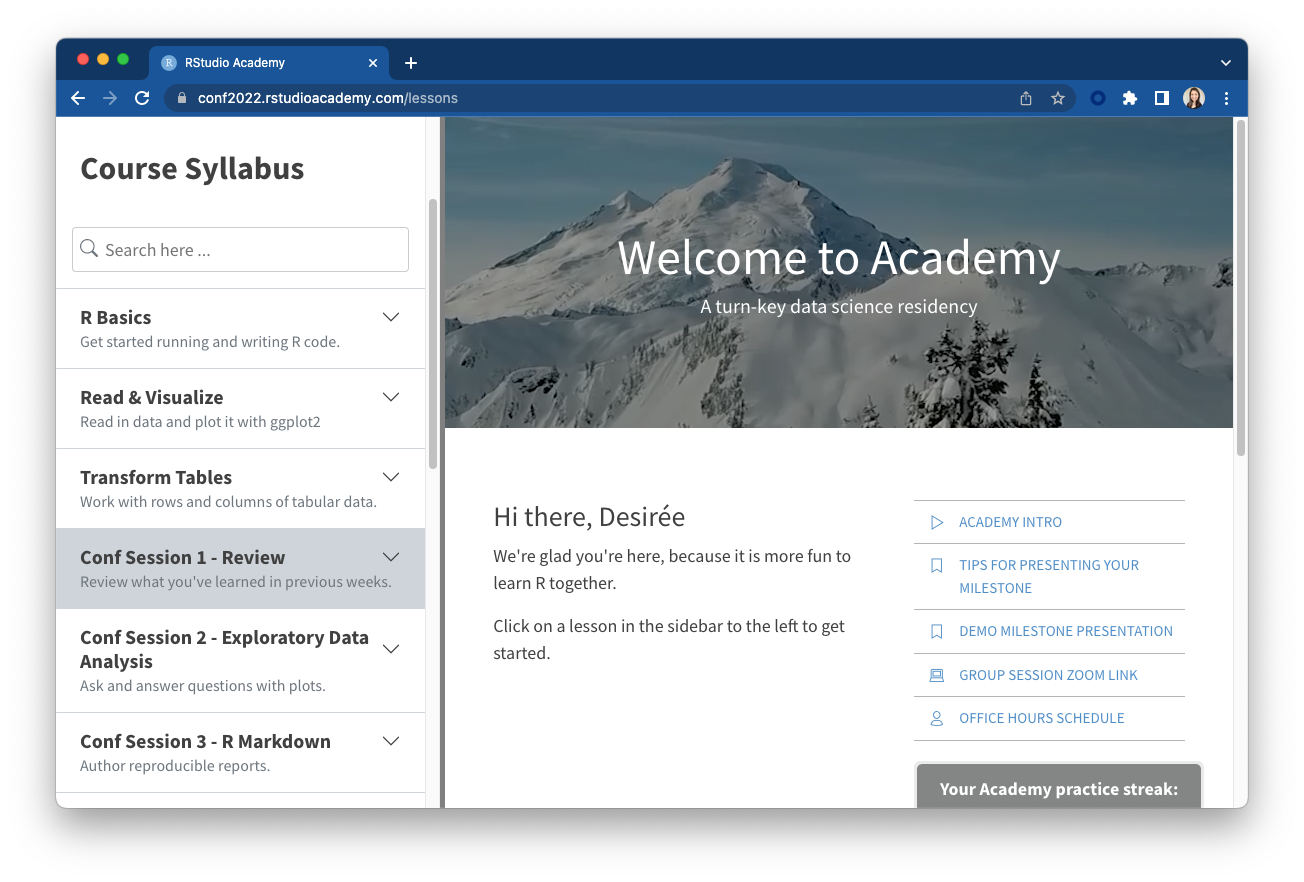 RStudio Academy
conf2022.rstudioacademy.com/lessons
Course Syllabus
Search here ...
R Basics
Get started running and writing R code.
Read & Visualize
Read in data and plot it with ggplot2
Transform Tables
Work with rows and columns of tabular data.
Conf Session 1 - Review
Review what you've learned in previous weeks.
Conf Session 2 - Exploratory Data
Analysis
Ask and answer questions with plots.
Conf Session 3 - R Markdown
Author reproducible reports.
Welcome to Academy
A turn-key data science residency
Hi there, Desirée
We're glad you're here, because it is more fun to
learn R together.
Click on a lesson in the sidebar to the left to get
started.
ACADEMY INTRO
TIPS FOR PRESENTING YOUR
MILESTONE
DEMO MILESTONE PRESENTATION
GROUP SESSION ZOOM LINK
OFFICE HOURS SCHEDULE
Your Academy practice streak: